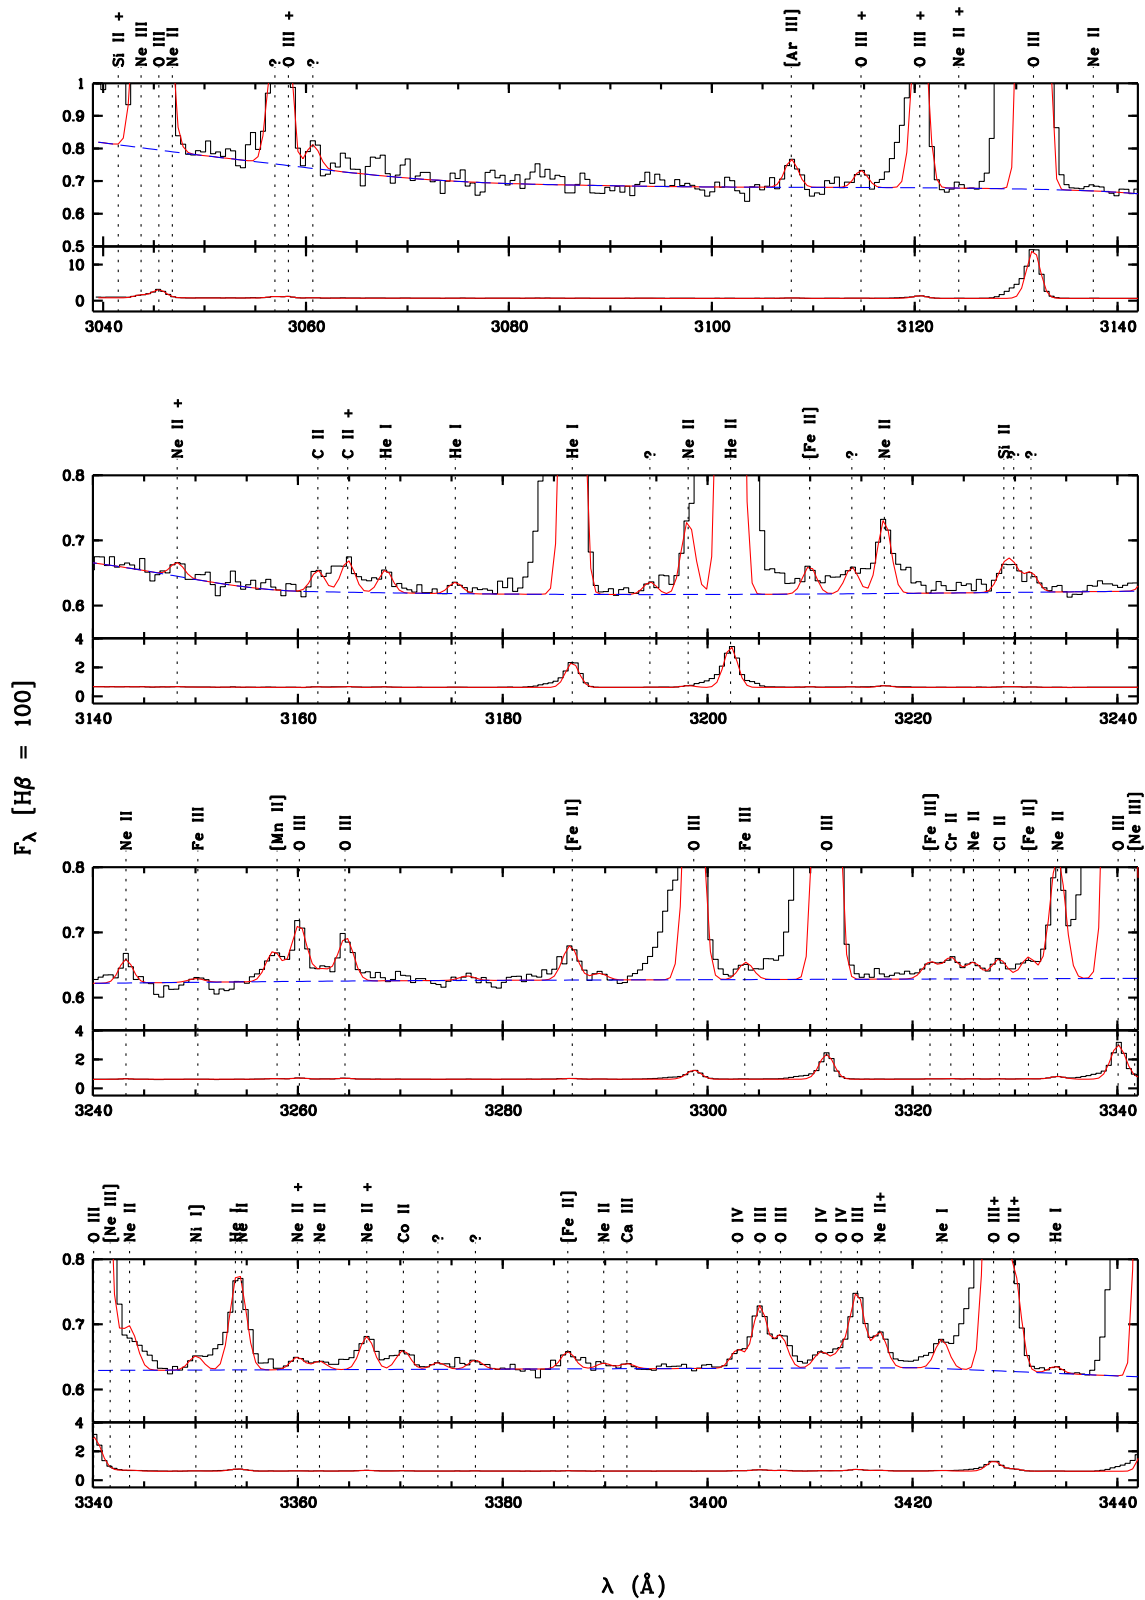 Si II +
Ne III
O III
Ne II
?
O III +
?
[Ar III]
O III +
O III +
Ne II +
O III
Ne II
1
0.9
0.8
0.7
0.6
0.5
10
0
3040 3060 3080 3100 3120 3140
Ne II +
C II
C II +
He I
He I
He I
?
Ne II
He II
[Fe II]
?
Ne II
Si II
?
?
0.8
0.7
0.6
4
2
0
3140 3160 3180 3200 3220 3240
Fλ [Hβ = 100]
Ne II
Fe III
[Mn II]
O III
O III
[Fe II]
O III
Fe III
O III
[Fe III]
Cr II
Ne II
Cl II
[Fe II]
Ne II
O III
[Ne III]
0.8
0.7
0.6
4
2
0
3240 3260 3280 3300 3320 3340
O III
[Ne III]
Ne II
Ni I]
Ne II
Ne II +
Ne II
Ne II +
Co II
?
?
[Fe II]
Ne II
Ca III
O IV
O III
O III
O IV
O IV
O III
Ne II+
Ne I
O III+
O III+
He I
0.8
0.7
0.6
4
2
0
3340 3360 3380 3400 3420 3440
λ (Å)